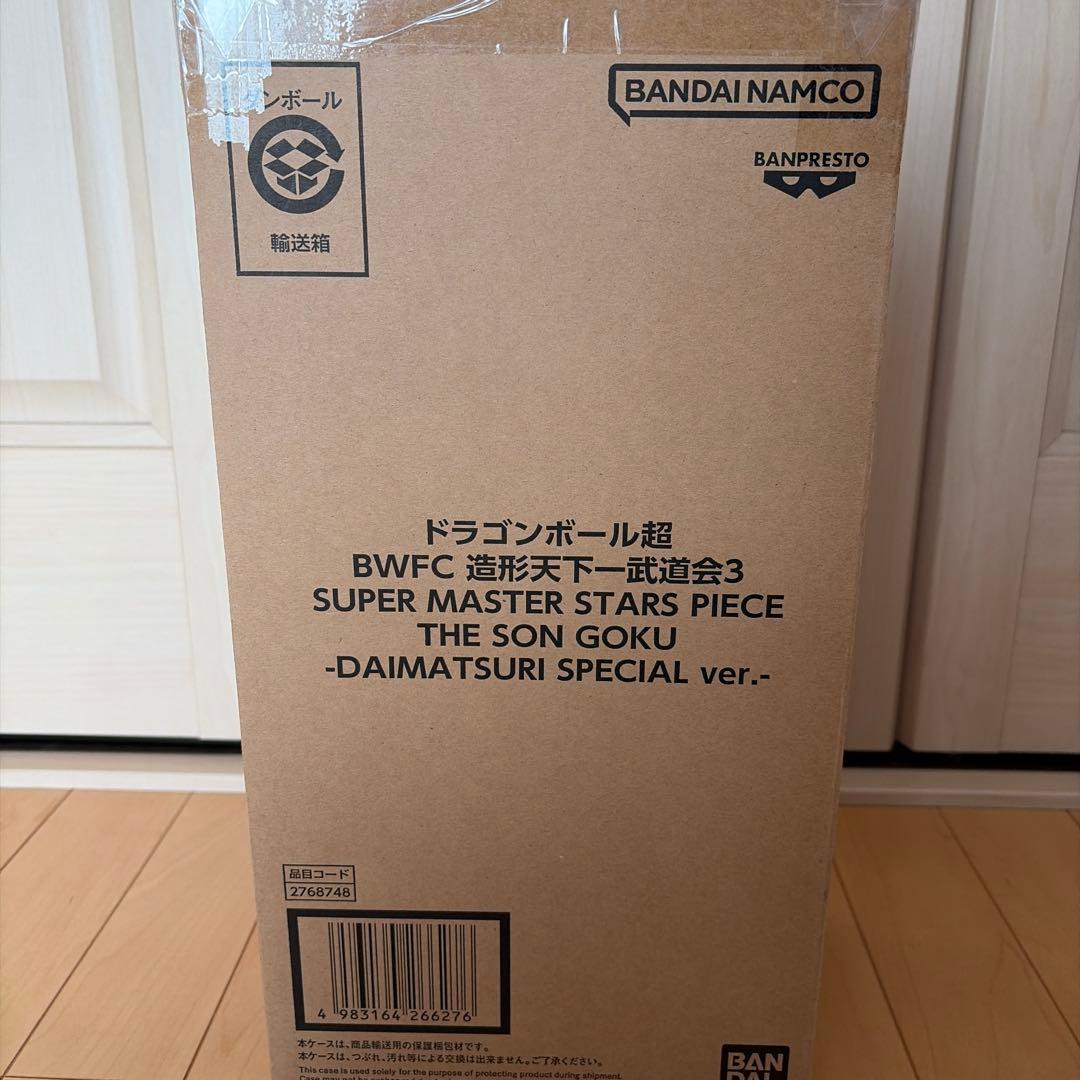 ンボール
輸送箱
BANDAI NAMCO
BANPRESTO
ドラゴンボール超
BWFC 造形天下一武道会3
SUPER MASTER STARS PIECE
THE SON GOKU
-DAIMATSURI SPECIAL ver.-
品目コード
2768748
4 983164 266276
本ケースは、商品輸送用の保護梱包材です。
本ケースは、つぶれ、汚れ等による交換は出来ません。ご了承ください。
This case is used solely for the purpose of protecting product during shipment.
Case may not be exchanged
BAN
DAI